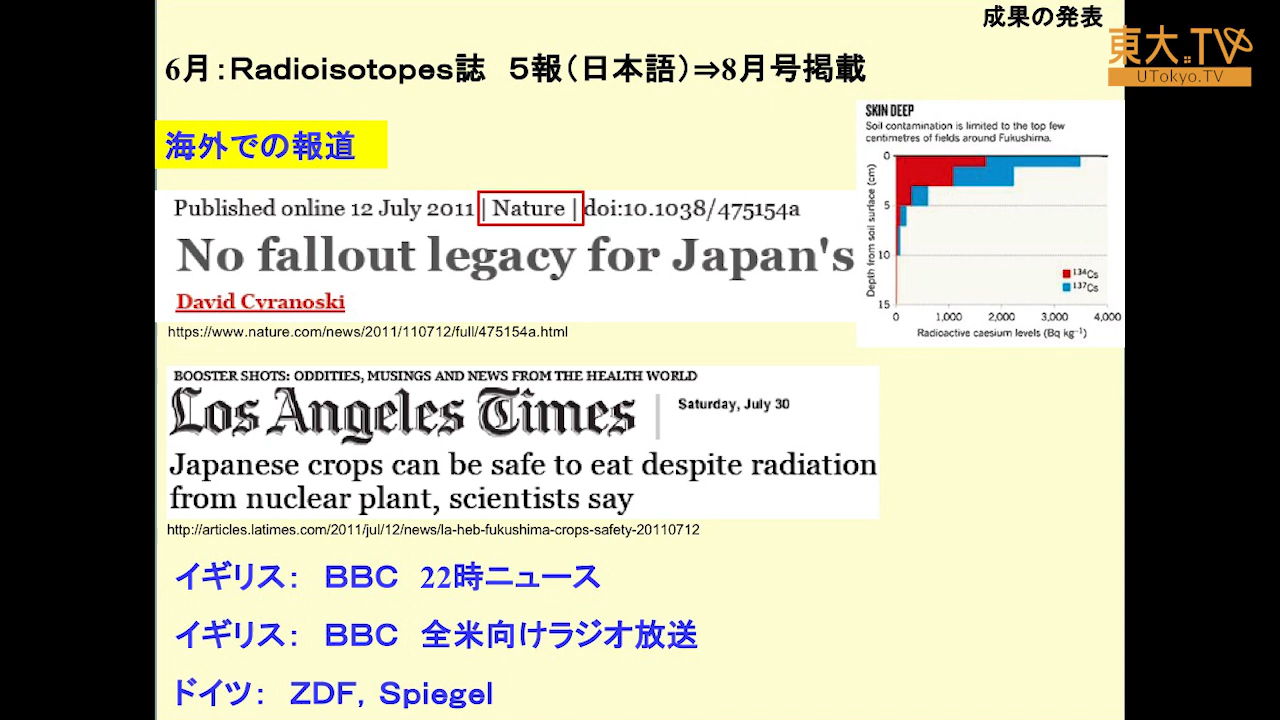 成果の発表
東大.TV
UTokyo.TV
6月：Radioisotopes誌　5報（日本語）⇒8月号掲載
海外での報道
Published online 12 July 2011 | Nature | doi:10.1038/475154a
No fallout legacy for Japan's
David Cyranoski
https://www.nature.com/news/2011/110712/full/475154a.html
SKIN DEEP
Soil contamination is limited to the top few
centimetres of fields around Fukushima.
Depth from soil surface (cm)
0
5
10
15
134Cs
137Cs
0 1,000 2,000 3,000 4,000
Radioactive caesium levels (Bq kg⁻¹)
BOOSTER SHOTS: ODDITIES, MUSINGS AND NEWS FROM THE HEALTH WORLD
Los Angeles Times | Saturday, July 30
Japanese crops can be safe to eat despite radiation
from nuclear plant, scientists say
http://articles.latimes.com/2011/jul/12/news/la-heb-fukushima-crops-safety-20110712
イギリス：　BBC　22時ニュース
イギリス：　BBC　全米向けラジオ放送
ドイツ：　ZDF, Spiegel